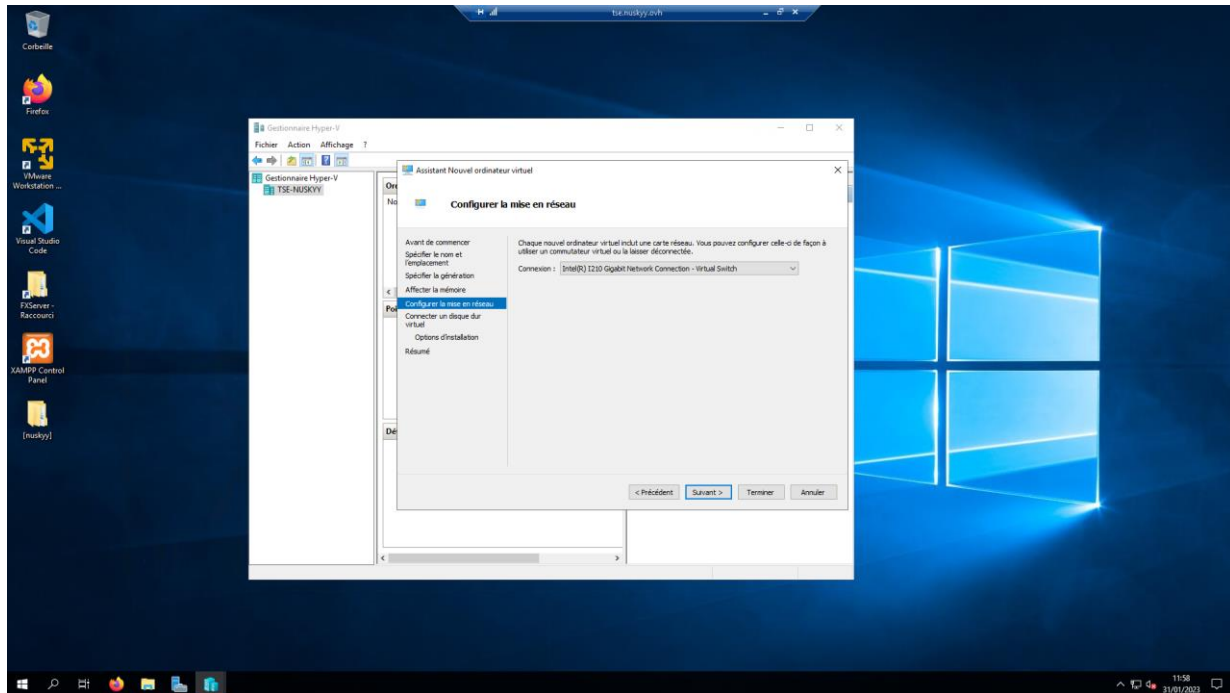 tse.nuskyy.ovh
Corbeille
Firefox
VMware
Workstation ...
Visual Studio
Code
FXServer -
Raccourci
XAMPP Control
Panel
[nuskyy]
Gestionnaire Hyper-V
Fichier Action Affichage ?
Gestionnaire Hyper-V
TSE-NUSKYY
Assistant Nouvel ordinateur virtuel
Configurer la mise en réseau
Avant de commencer
Spécifier le nom et
l'emplacement
Spécifier la génération
Affecter la mémoire
Configurer la mise en réseau
Connecter un disque dur
virtuel
Options d'installation
Résumé
Chaque nouvel ordinateur virtuel inclut une carte réseau. Vous pouvez configurer celle-ci de façon à
utiliser un commutateur virtuel ou la laisser déconnectée.
Connexion : Intel(R) I210 Gigabit Network Connection - Virtual Switch
< Précédent Suivant > Terminer Annuler
11:58
31/01/2023